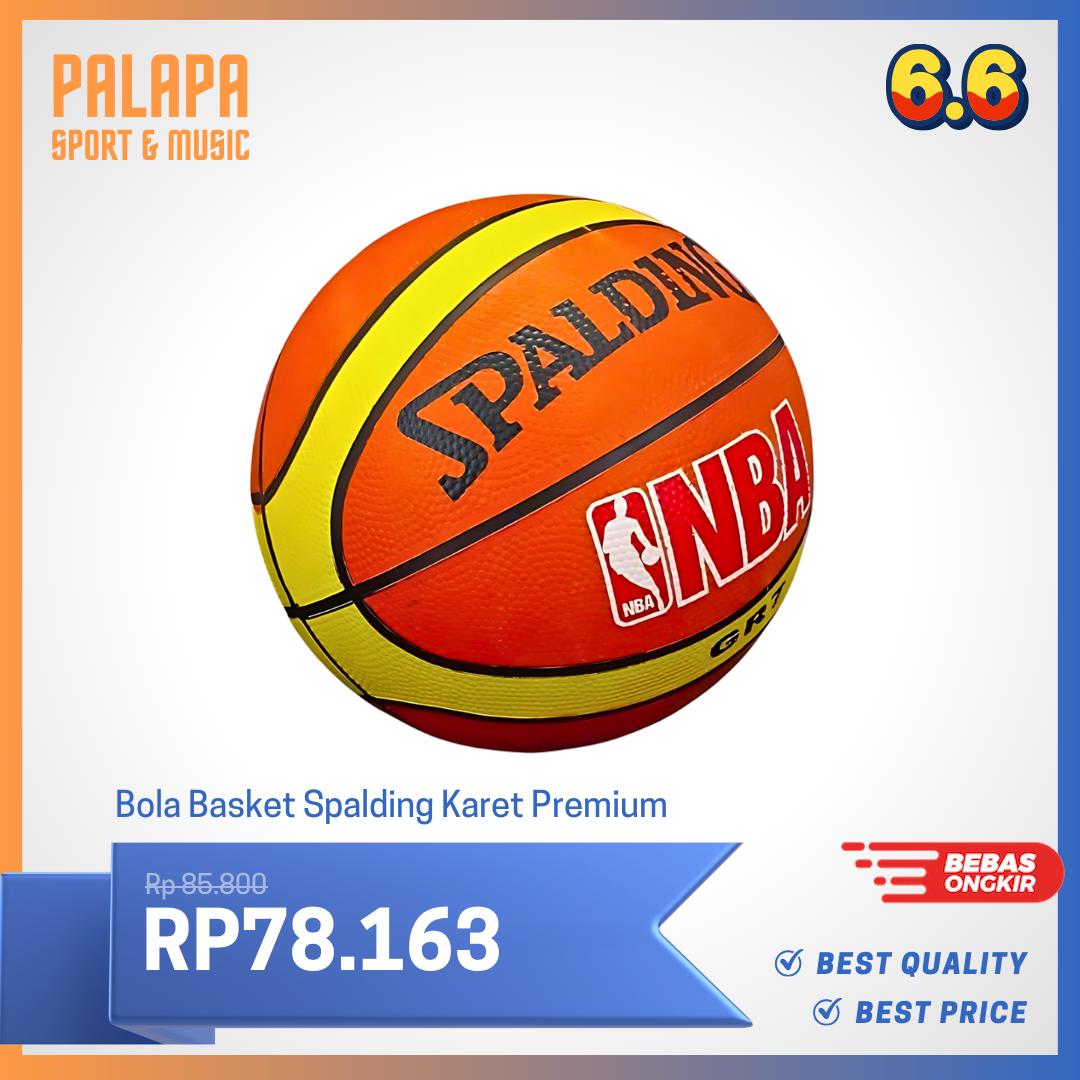 PALAPA
SPORT & MUSIC
6.6
SPALDING
NBA
NBA
GR7
Bola Basket Spalding Karet Premium
Rp 85.800
RP78.163
BEBAS
ONGKIR
BEST QUALITY
BEST PRICE